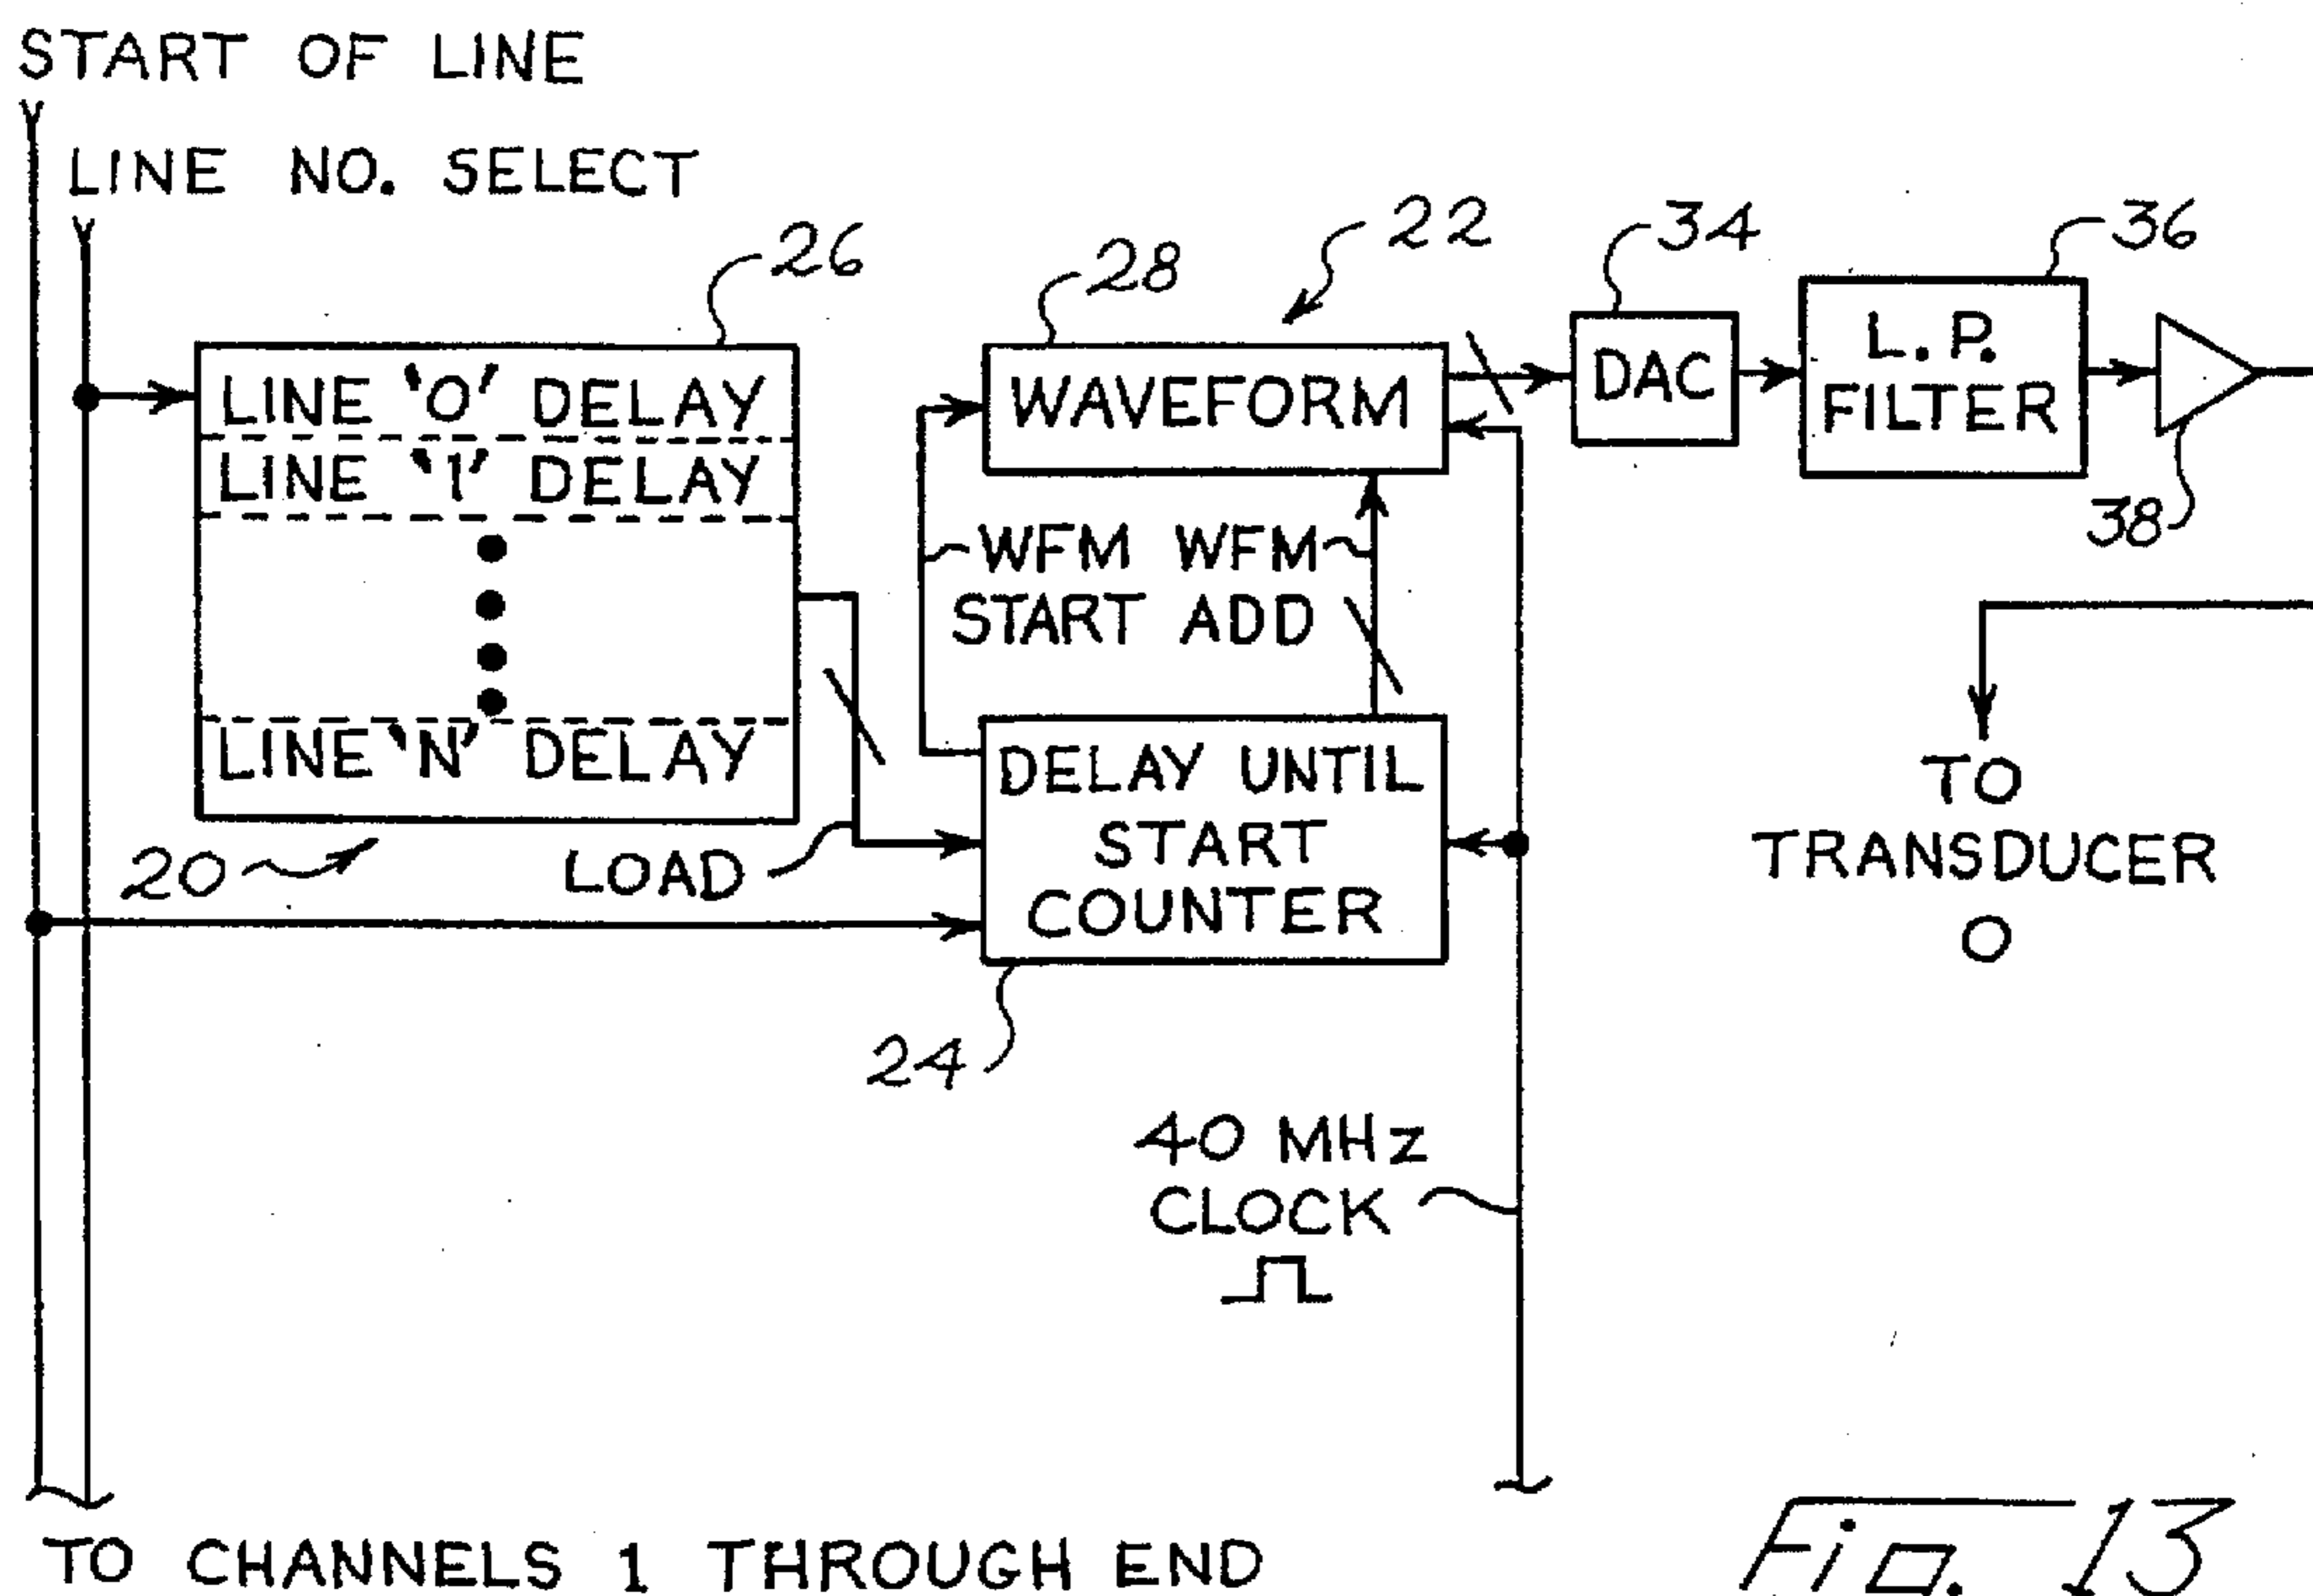 START OF LINE
LINE NO. SELECT
26
28
22
34
36
LINE '0' DELAY
LINE '1' DELAY
LINE 'N' DELAY
WAVEFORM
DAC
L.P.
FILTER
38
WFM WFM
START ADD
DELAY UNTIL
START
COUNTER
20
LOAD
24
TO
TRANSDUCER
0
40 MHz
CLOCK
TO CHANNELS 1 THROUGH END
Fig. 13